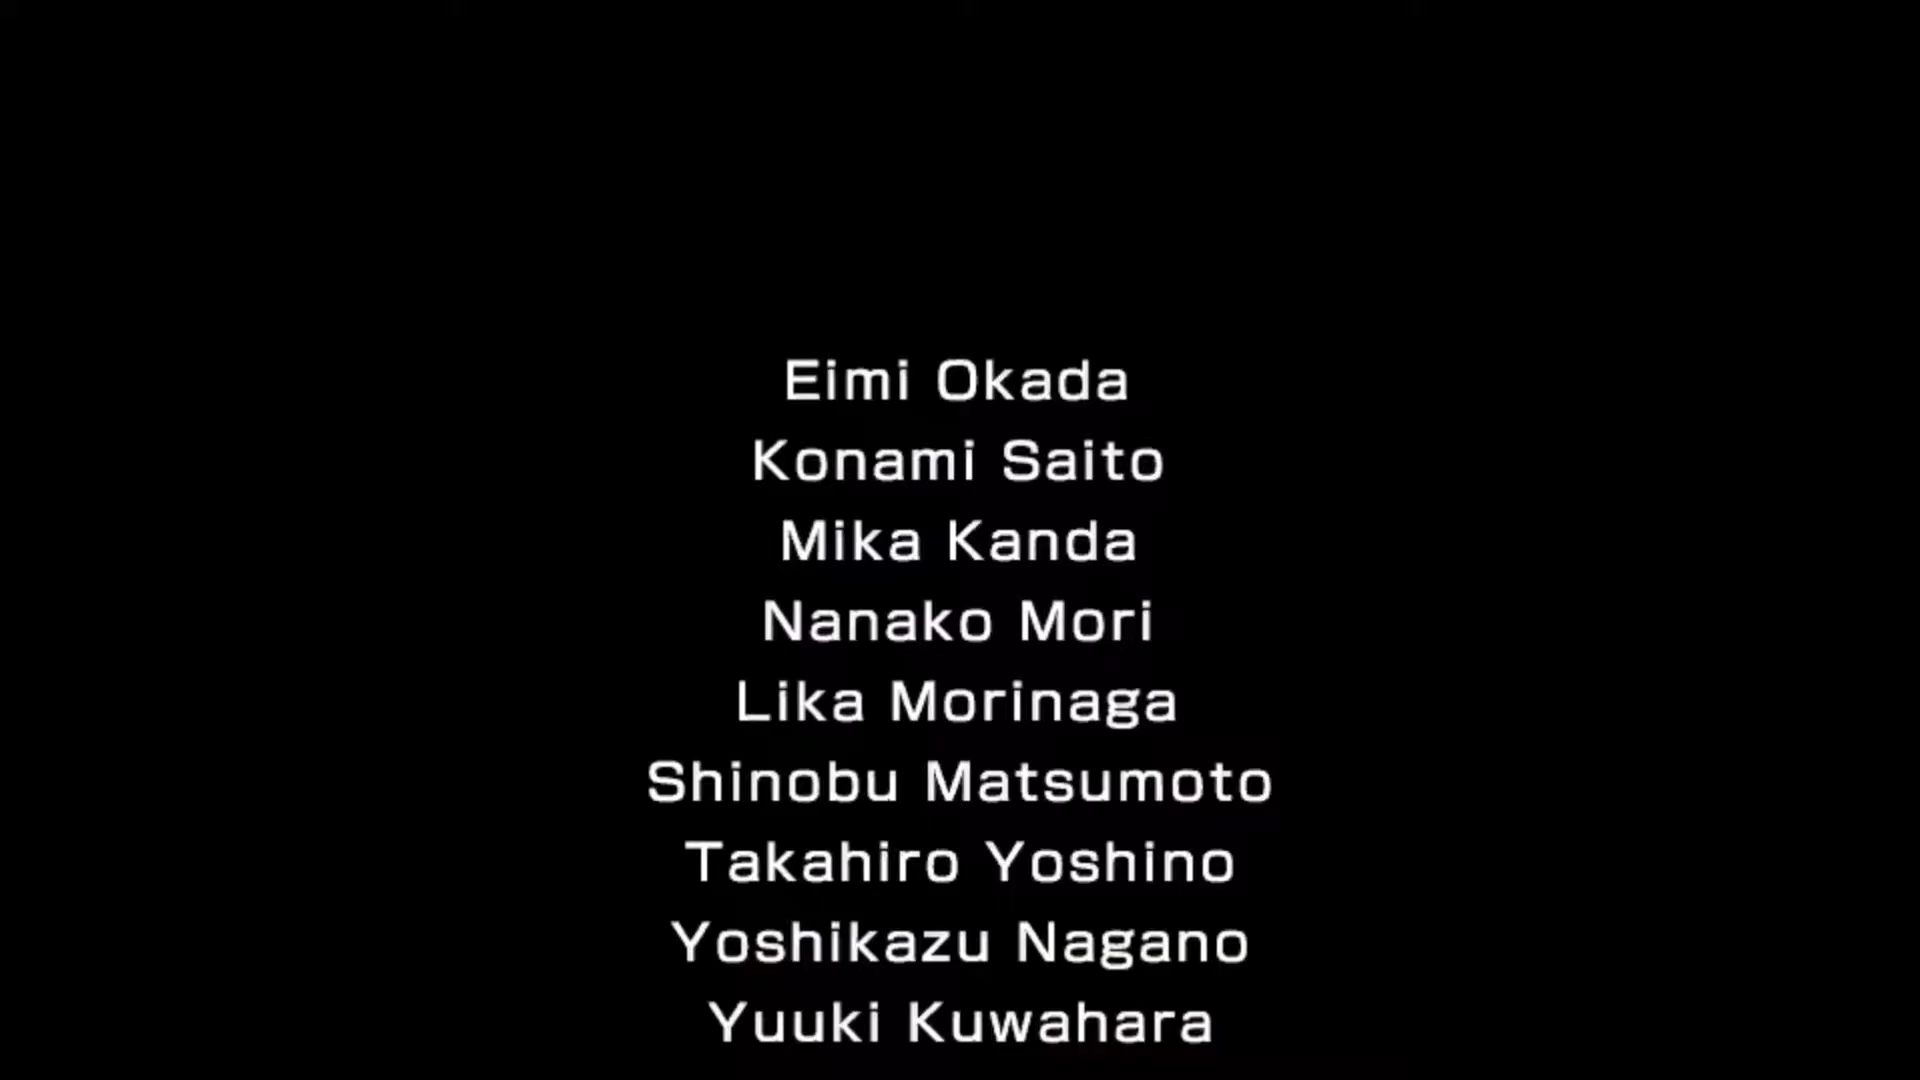 Eimi Okada
Konami Saito
Mika Kanda
Nanako Mori
Lika Morinaga
Shinobu Matsumoto
Takahiro Yoshino
Yoshikazu Nagano
Yuuki Kuwahara